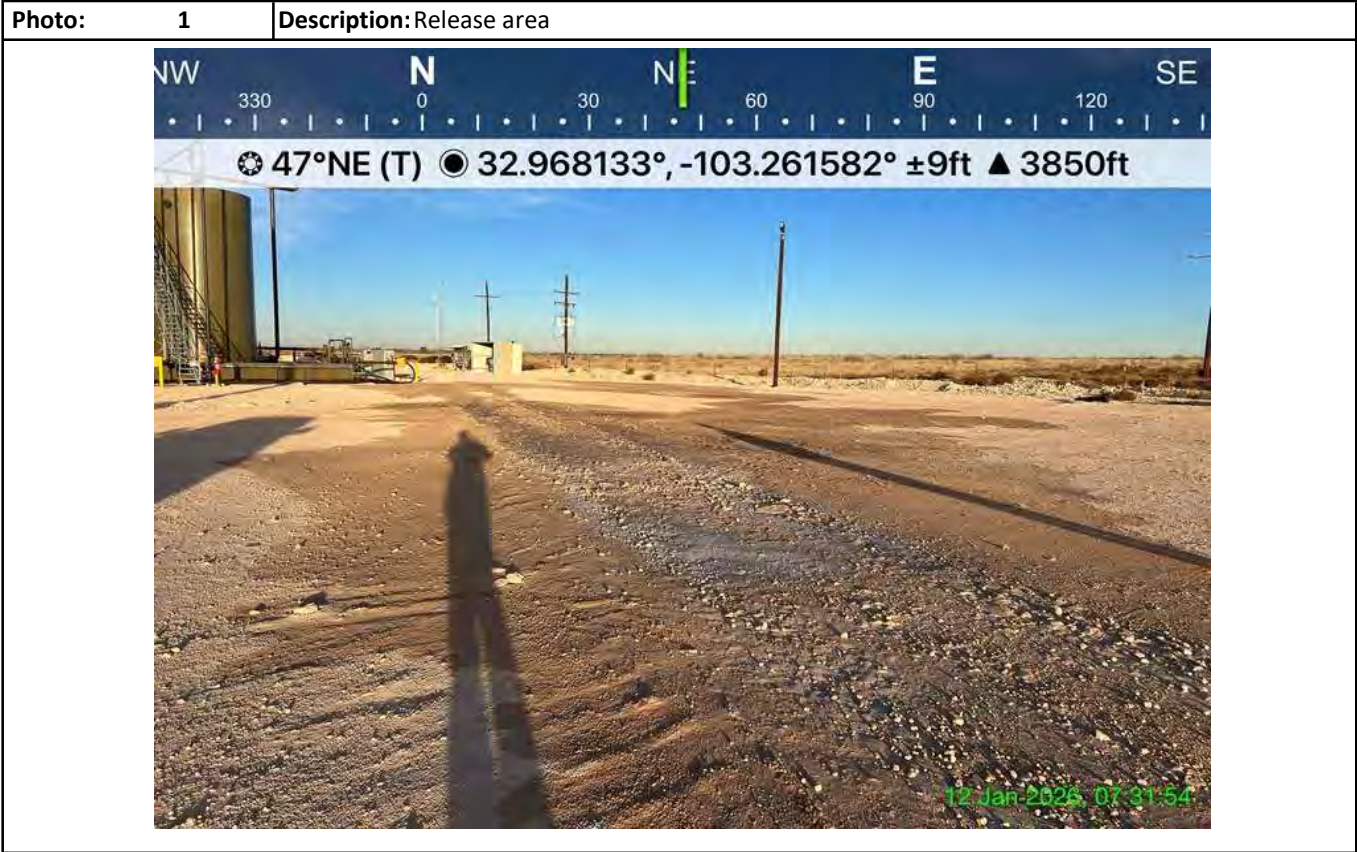 Photo: 1 Description: Release area
NW N NE E SE
330 0 30 60 90 120
47°NE (T) 32.968133°, -103.261582° ±9ft ▲ 3850ft
12 Jan 2026, 07:31:54